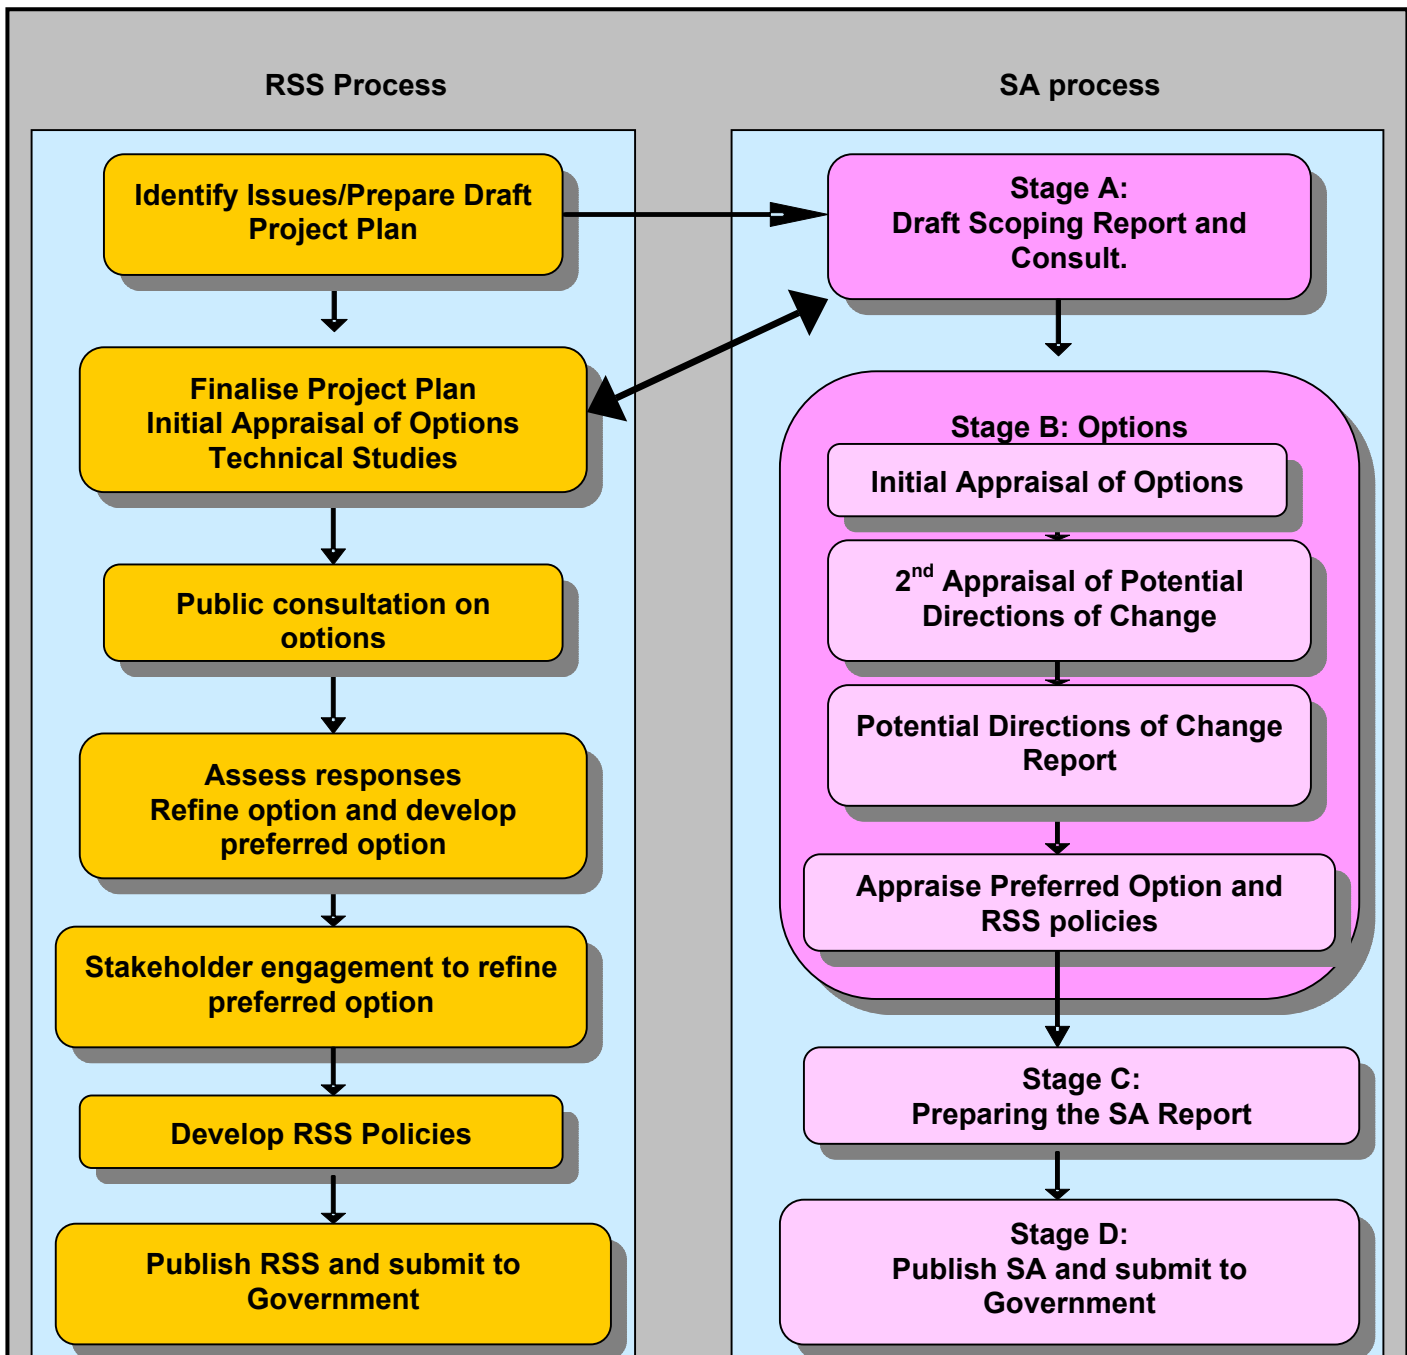 RSS Process
Identify Issues/Prepare Draft
Project Plan
Finalise Project Plan
Initial Appraisal of Options
Technical Studies
Public consultation on
options
Assess responses
Refine option and develop
preferred option
Stakeholder engagement to refine
preferred option
Develop RSS Policies
Publish RSS and submit to
Government
SA process
Stage A:
Draft Scoping Report and
Consult.
Stage B: Options
Initial Appraisal of Options
2nd Appraisal of Potential
Directions of Change
Potential Directions of Change
Report
Appraise Preferred Option and
RSS policies
Stage C:
Preparing the SA Report
Stage D:
Publish SA and submit to
Government